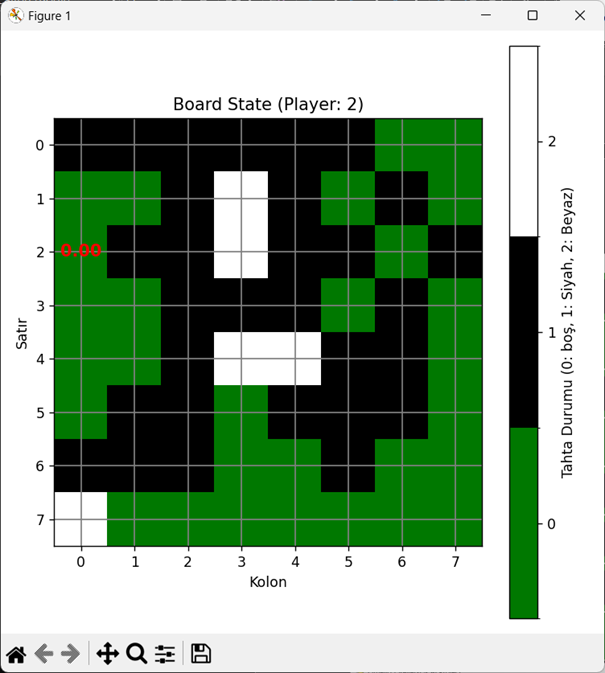 Figure 1
Board State (Player: 2)
0
1
2
3
4
5
6
7
0.00
Satır
0 1 2 3 4 5 6 7
Kolon
2
1
0
Tahta Durumu (0: boş, 1: Siyah, 2: Beyaz)